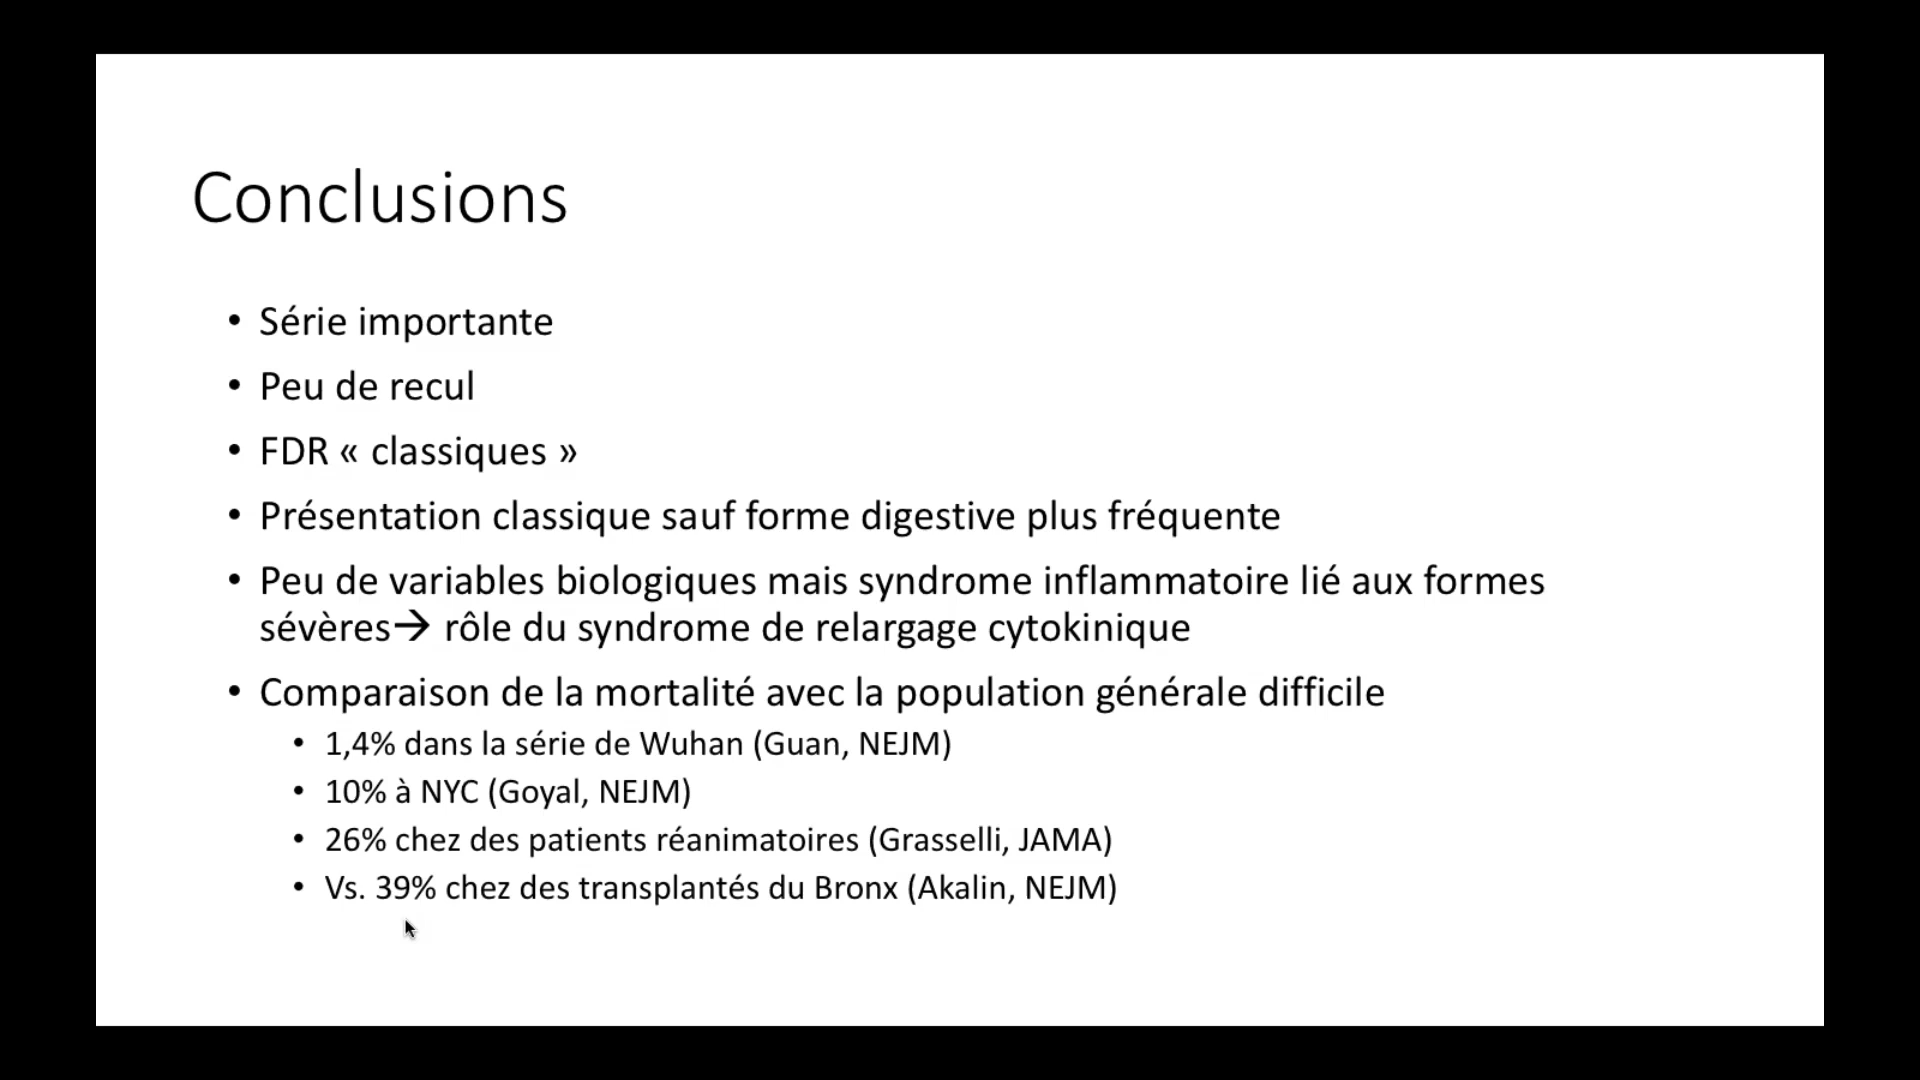 Conclusions
• Série importante
• Peu de recul
• FDR « classiques »
• Présentation classique sauf forme digestive plus fréquente
• Peu de variables biologiques mais syndrome inflammatoire lié aux formes
sévères→ rôle du syndrome de relargage cytokinique
• Comparaison de la mortalité avec la population générale difficile
• 1,4% dans la série de Wuhan (Guan, NEJM)
• 10% à NYC (Goyal, NEJM)
• 26% chez des patients réanimatoires (Grasselli, JAMA)
• Vs. 39% chez des transplantés du Bronx (Akalin, NEJM)